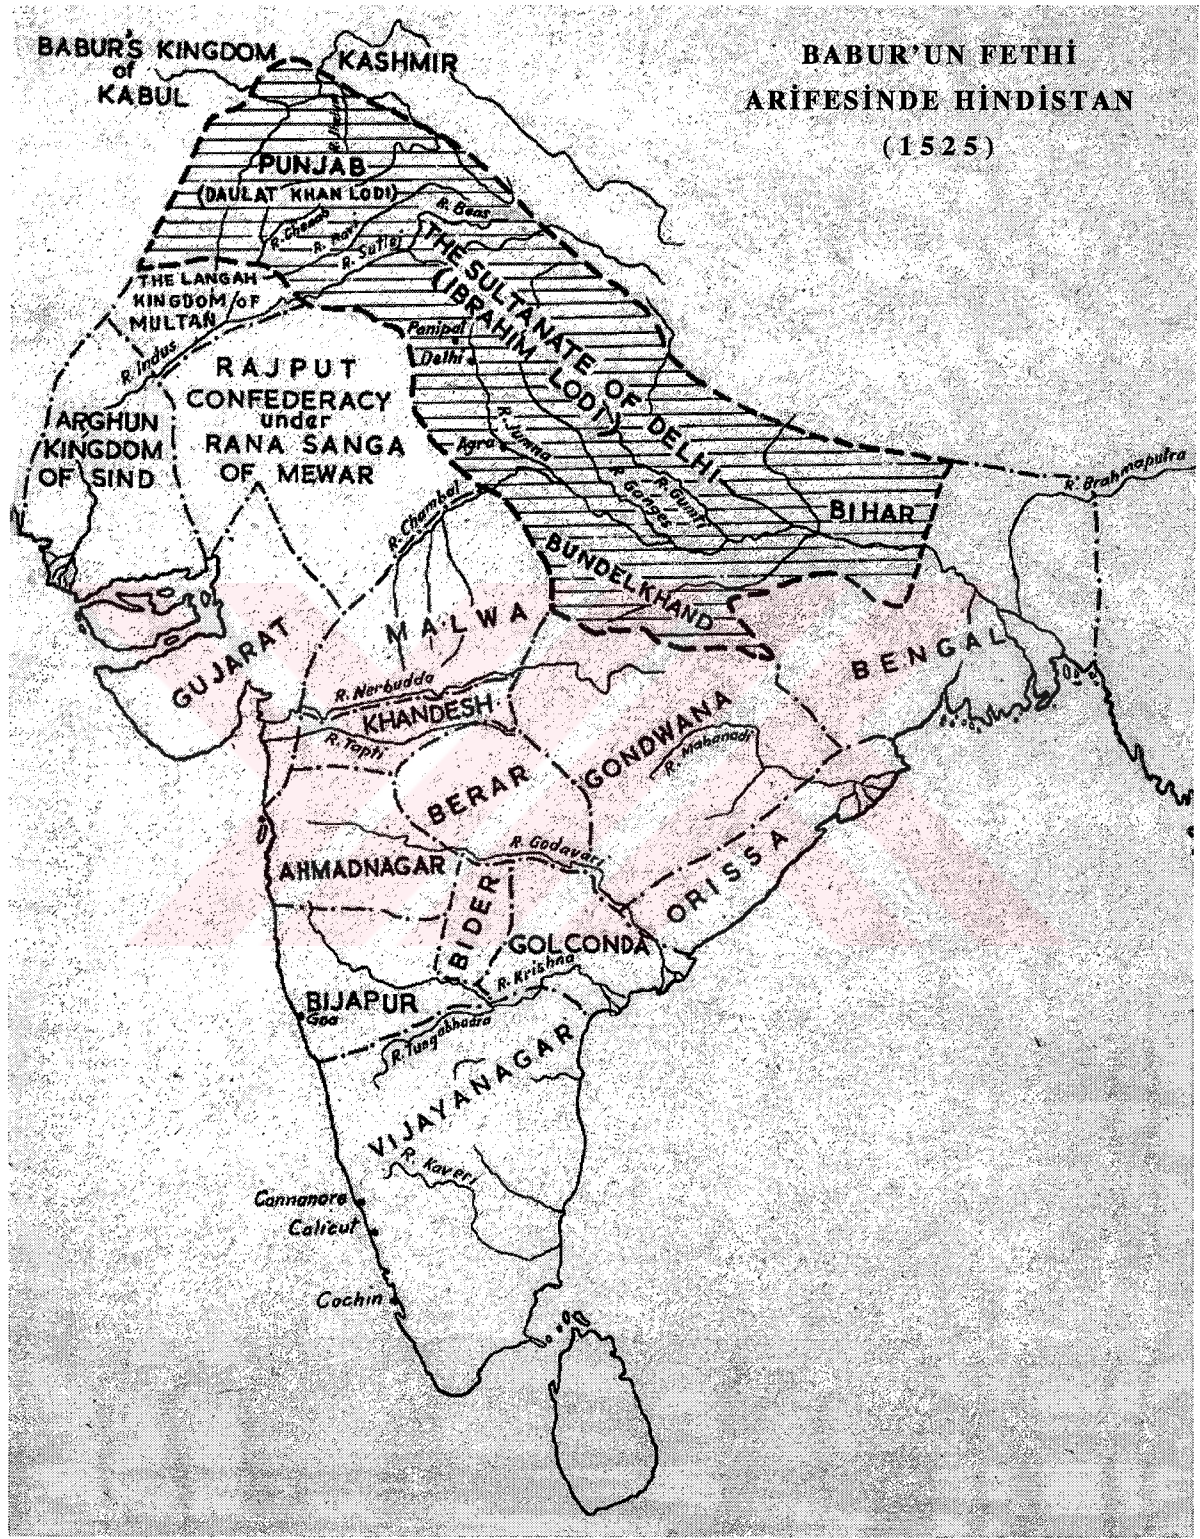 BABUR'UN FETHİ
ARİFESİNDE HİNDİSTAN
(1525)
BABUR'S KINGDOM
of
KABUL
KASHMIR
PUNJAB
(DAULAT KHAN LODI)
R. Chenab
R. Ravi
R. Beas
R. Sutlej
THE LANGAH
KINGDOM OF
MULTAN
THE SULTANATE OF DELHI
(IBRAHIM LODI)
Panipat
Delhi
R. Indus
RAJPUT
CONFEDERACY
under
RANA SANGA
OF MEWAR
ARGHUN
KINGDOM
OF SIND
R. Jumna
Agra
R. Ganges
R. Gumti
R. Brahmaputra
BIHAR
R. Chambal
BUNDELKHAND
MALWA
GUJARAT
BENGAL
R. Nerbudda
KHANDESH
R. Tapti
GONDWANA
R. Mahanadi
BERAR
AHMADNAGAR
R. Godavari
ORISSA
BIDER
GOLCONDA
R. Krishna
BIJAPUR
Goa
R. Tungabhadra
VIJAYANAGAR
R. Kaveri
Cannanore
Calicut
Cochin